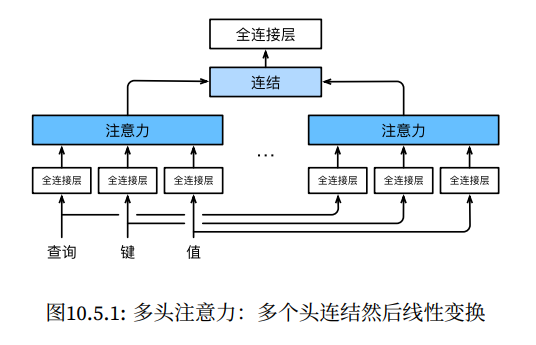 全连接层
连结
注意力 注意力
全连接层 全连接层 全连接层 ... 全连接层 全连接层 全连接层
查询 键 值
图10.5.1: 多头注意力：多个头连结然后线性变换